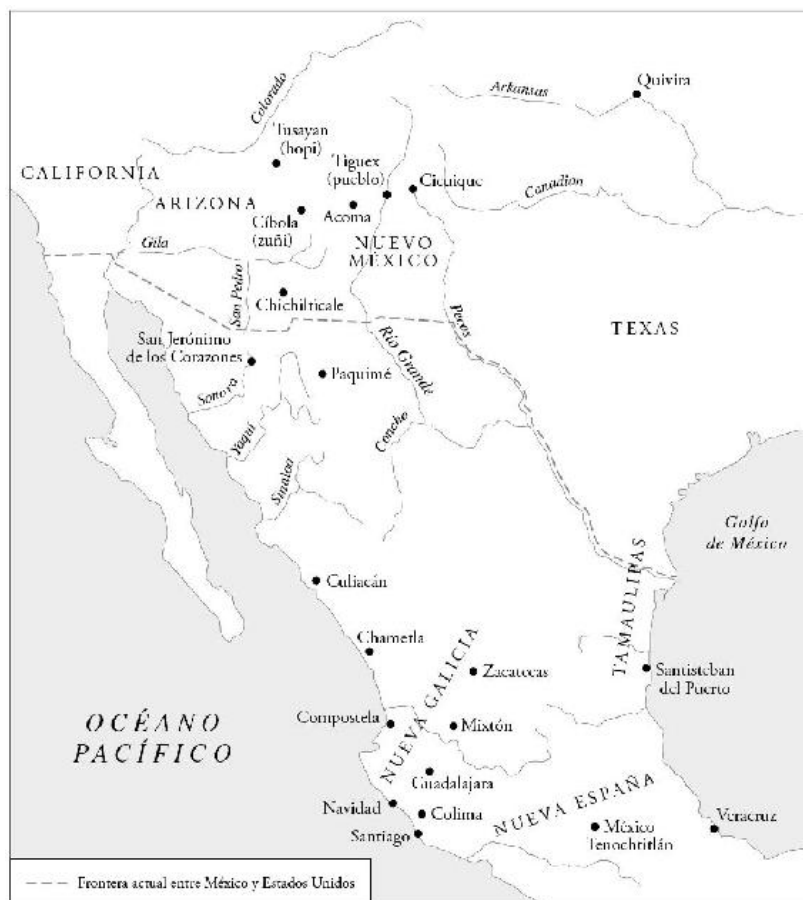 Quivira
Arkansas
Colorado
Tusayan
(hopi)
Tiguex
(pueblo)
Cicuique
CALIFORNIA
Canadian
ARIZONA
Acoma
Cíbola
(zuñi)
NUEVO
MÉXICO
Gila
San Pedro
Chichilticale
Pecos
TEXAS
San Jerónimo
de los Corazones
Río Grande
Paquimé
Sonora
Yaqui
Concho
Sinaloa
Golfo
de México
TAMAULIPAS
Culiacán
Chametla
NUEVA GALICIA
Zacatecas
Santisteban
del Puerto
OCÉANO
PACÍFICO
Compostela
Mixtón
Guadalajara
NUEVA ESPAÑA
Navidad
Colima
Santiago
México
Tenochtitlán
Veracruz
Frontera actual entre México y Estados Unidos